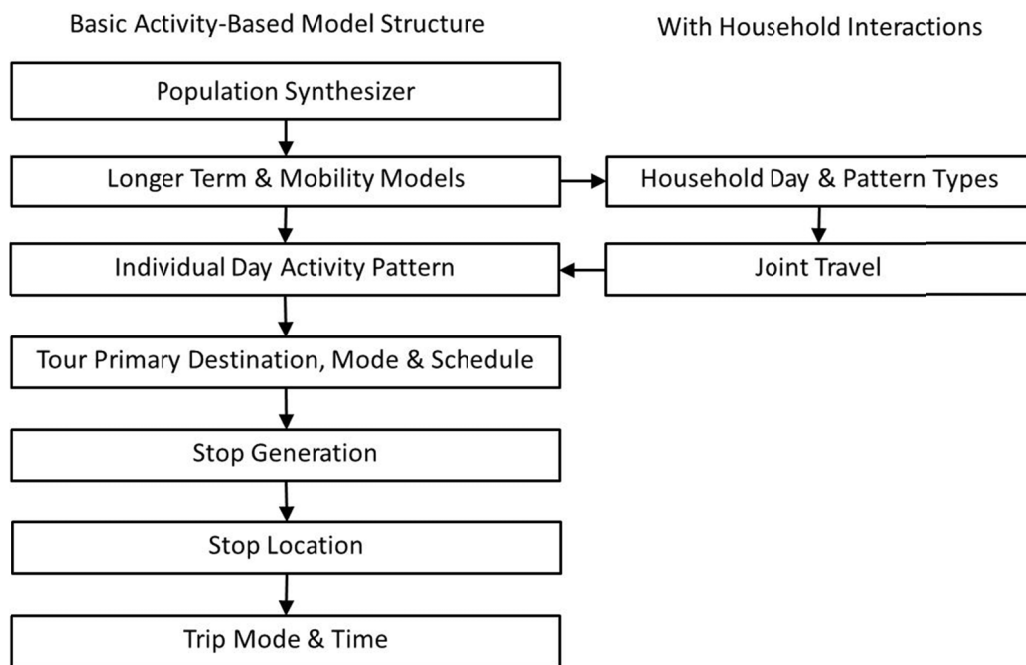 Basic Activity-Based Model Structure
With Household Interactions
Population Synthesizer
Longer Term & Mobility Models
Household Day & Pattern Types
Individual Day Activity Pattern
Joint Travel
Tour Primary Destination, Mode & Schedule
Stop Generation
Stop Location
Trip Mode & Time